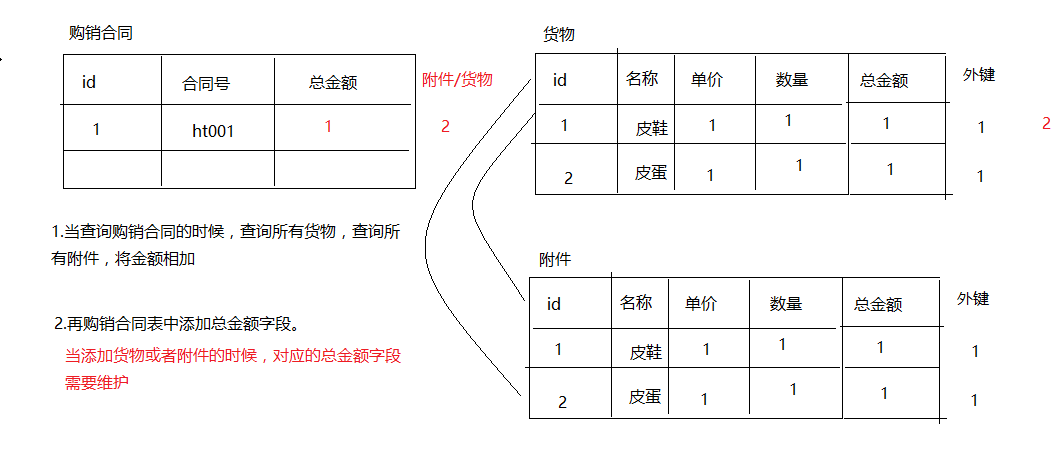 购销合同
id 合同号 总金额 附件/货物
1 ht001 1 2
1.当查询购销合同的时候，查询所有货物，查询所
有附件，将金额相加
2.再购销合同表中添加总金额字段。
当添加货物或者附件的时候，对应的总金额字段
需要维护
货物
id 名称 单价 数量 总金额 外键
1 皮鞋 1 1 1 1 2
2 皮蛋 1 1 1 1
附件
id 名称 单价 数量 总金额 外键
1 皮鞋 1 1 1 1
2 皮蛋 1 1 1 1